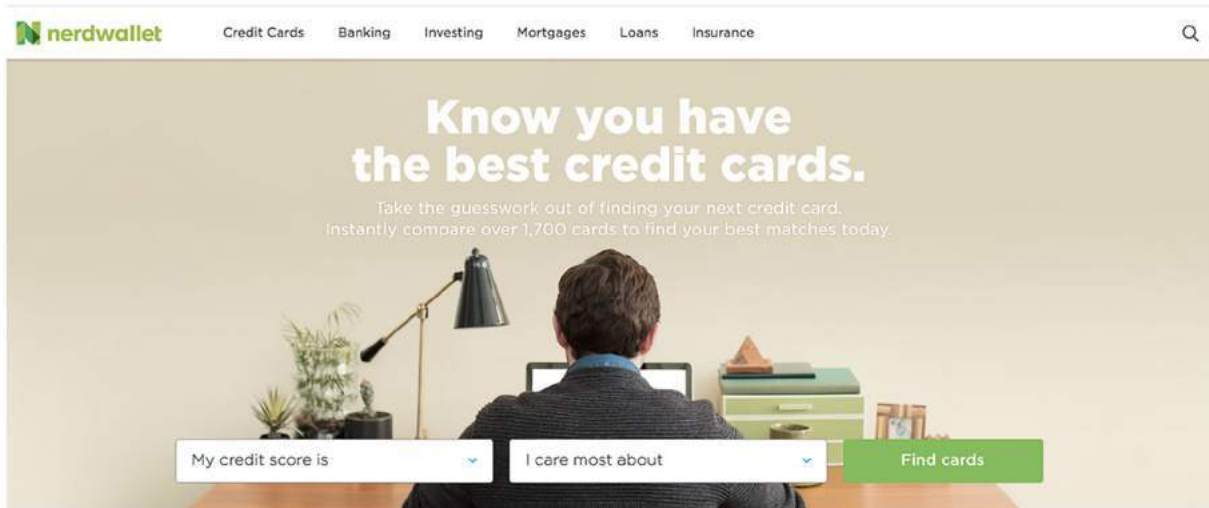 nerdwallet
Credit Cards Banking Investing Mortgages Loans Insurance
Know you have
the best credit cards.
Take the guesswork out of finding your next credit card.
Instantly compare over 1,700 cards to find your best matches today.
My credit score is
I care most about
Find cards